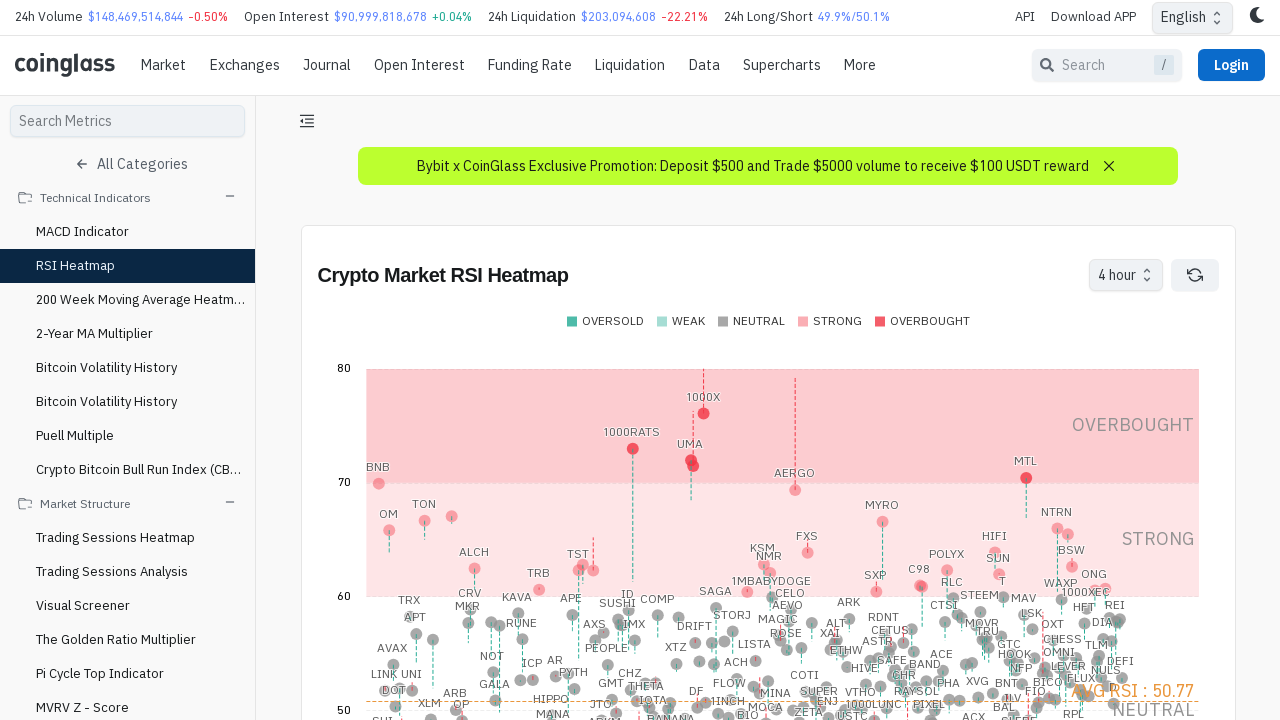 24h Volume $148,469,514,844 -0.50% Open Interest $90,999,818,678 +0.04% 24h Liquidation $203,094,608 -22.21% 24h Long/Short 49.9%/50.1% API Download APP English
coinglass Market Exchanges Journal Open Interest Funding Rate Liquidation Data Supercharts More Search / Login
Search Metrics
All Categories
Technical Indicators
MACD Indicator
RSI Heatmap
200 Week Moving Average Heatm...
2-Year MA Multiplier
Bitcoin Volatility History
Bitcoin Volatility History
Puell Multiple
Crypto Bitcoin Bull Run Index (CB...
Market Structure
Trading Sessions Heatmap
Trading Sessions Analysis
Visual Screener
The Golden Ratio Multiplier
Pi Cycle Top Indicator
MVRV Z - Score
Bybit x CoinGlass Exclusive Promotion: Deposit $500 and Trade $5000 volume to receive $100 USDT reward
Crypto Market RSI Heatmap
4 hour
OVERSOLD WEAK NEUTRAL STRONG OVERBOUGHT
80
1000X
OVERBOUGHT
1000RATS
UMA
BNB
AERGO
MTL
70
OM
TON
MYRO
NTRN
STRONG
ALCH
TRB
TST
KSM
NMR
FXS
SXP
C98
POLYX
HIFI
SUN
BSW
ONG
60
TRX
APT
CRV
MKR
KAVA
RUNE
APE
ID
SUSHI
COMP
SAGA
1MBABYDOGE
CELO
AEVO
ARK
RLC
T
WAXP
1000XEC
AXS
IMX
DRIFT
STORJ
MAGIC
ROSE
ALT
XAI
RDNT
CETUS
CTSI
STEEM
MAV
LSK
HFT
REI
MOVR
TRU
OXT
DIA
AVAX
PEOPLE
XTZ
LISTA
ETHW
ASTR
GTC
CHESS
TLM
NOT
ICP
AR
ACH
HIVE
SAFE
BAND
ACE
HOOK
OMNI
DEFI
LINK
UNI
PYTH
CHZ
COTI
CHR
NFP
LEVER
NULS
DOT
GALA
GMT
THETA
FLOW
PHA
XVG
BNT
BICO
FLUX
ARB
HIPPO
IOTA
DF
MINA
SUPER
VTHO
RAYSOL
ILV
FIO
AVG RSI : 50.77
XLM
OP
JTO
MOCA
ENJ
1000LUNC
PIXEL
BAL
NEUTRAL
50
MANA
BANANA
BIO
ZETA
USTC
ACX
RPL